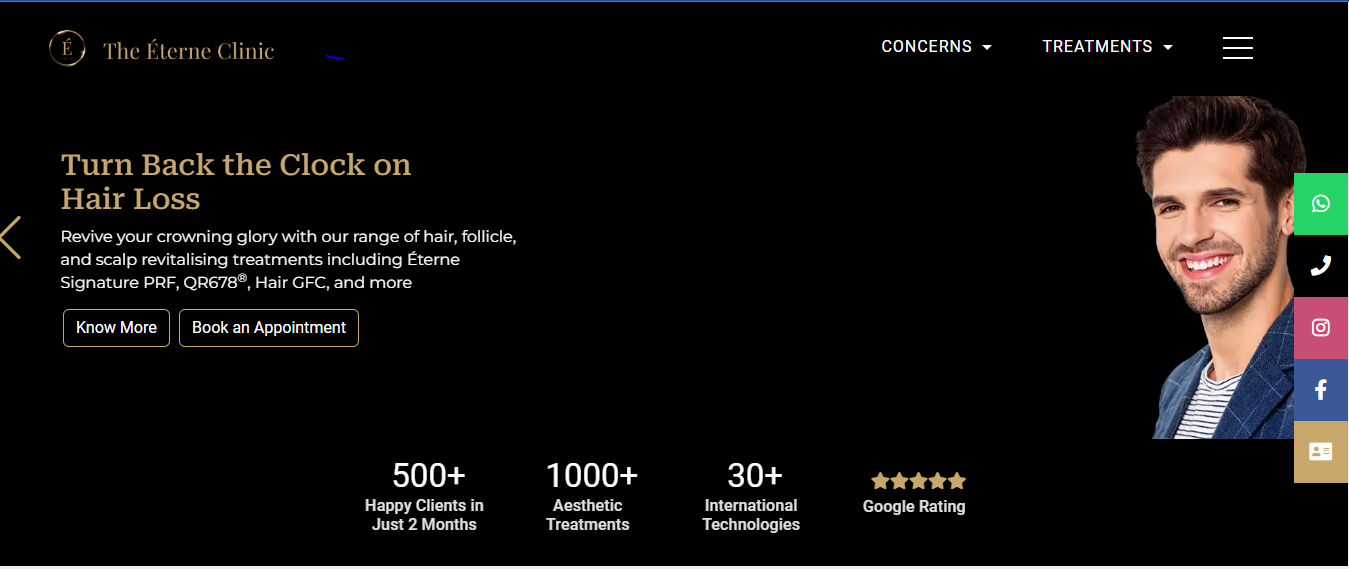 É
The Éterne Clinic
CONCERNS
TREATMENTS
Turn Back the Clock on
Hair Loss
Revive your crowning glory with our range of hair, follicle,
and scalp revitalising treatments including Éterne
Signature PRF, QR678®, Hair GFC, and more
Know More
Book an Appointment
500+
Happy Clients in
Just 2 Months
1000+
Aesthetic
Treatments
30+
International
Technologies
Google Rating